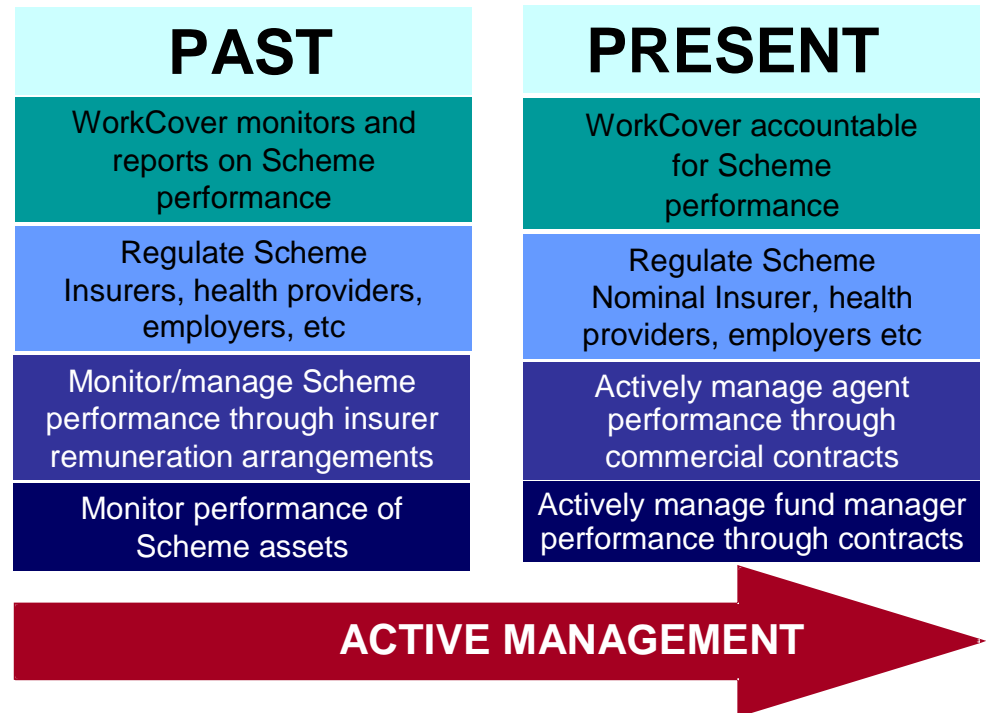 PAST
WorkCover monitors and
reports on Scheme
performance
Regulate Scheme
Insurers, health providers,
employers, etc
Monitor/manage Scheme
performance through insurer
remuneration arrangements
Monitor performance of
Scheme assets
PRESENT
WorkCover accountable
for Scheme
performance
Regulate Scheme
Nominal Insurer, health
providers, employers etc
Actively manage agent
performance through
commercial contracts
Actively manage fund manager
performance through contracts
ACTIVE MANAGEMENT